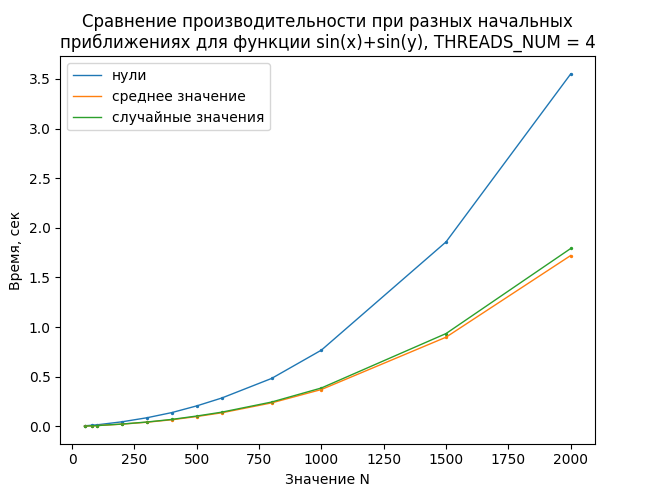 Сравнение производительности при разных начальных
приближениях для функции sin(x)+sin(y), THREADS_NUM = 4
нули
среднее значение
случайные значения
Время, сек
3.5
3.0
2.5
2.0
1.5
1.0
0.5
0.0
0 250 500 750 1000 1250 1500 1750 2000
Значение N